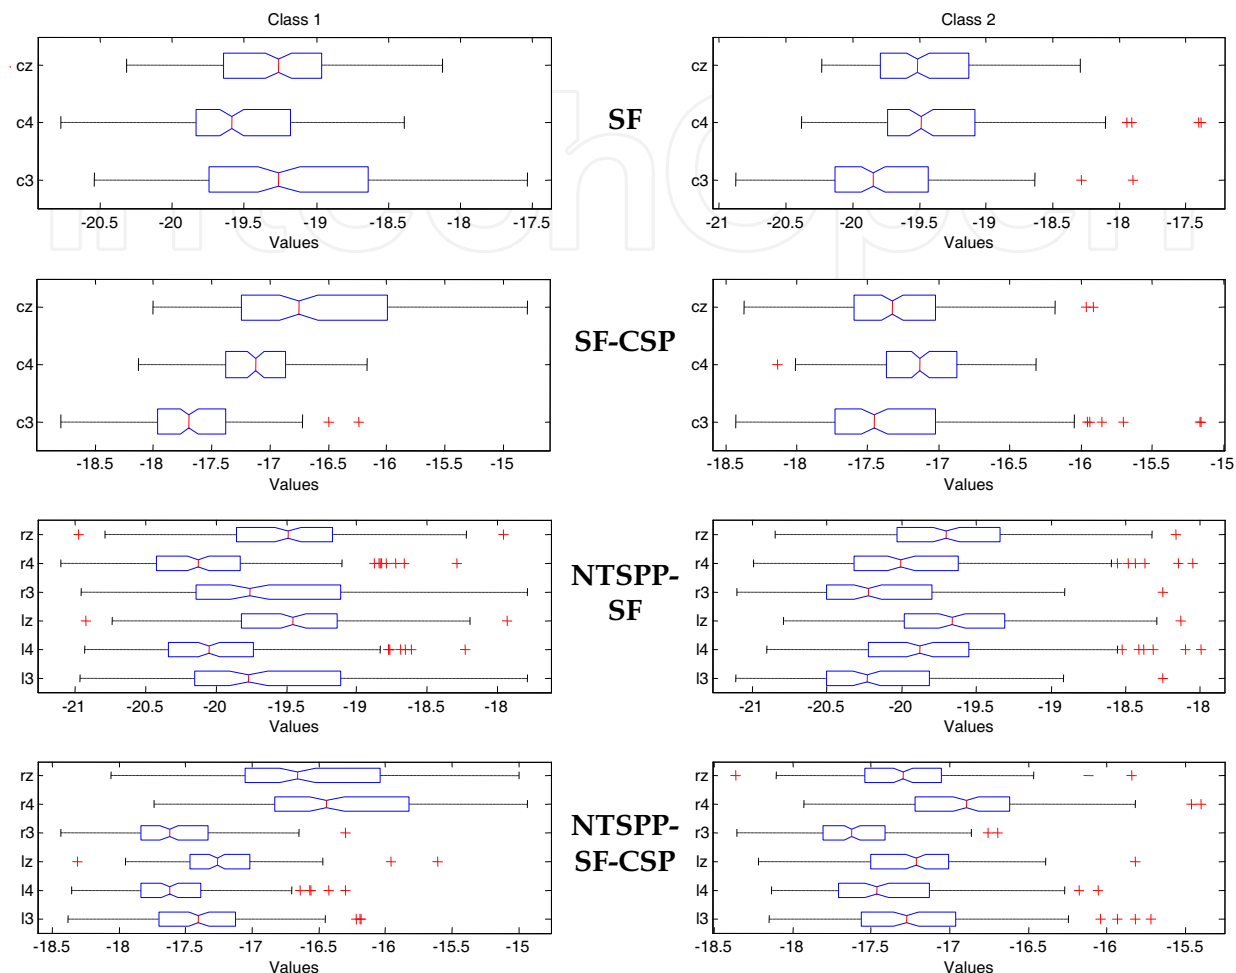 Class 1
Class 2
cz
c4
c3
-20.5 -20 -19.5 -19 -18.5 -18 -17.5
Values
SF
cz
c4
c3
-21 -20.5 -20 -19.5 -19 -18.5 -18 -17.5
Values
intechopen
cz
c4
c3
-18.5 -18 -17.5 -17 -16.5 -16 -15.5 -15
Values
SF-CSP
cz
c4
c3
-18.5 -18 -17.5 -17 -16.5 -16 -15.5 -15
Values
rz
r4
r3
lz
l4
l3
-21 -20.5 -20 -19.5 -19 -18.5 -18
Values
NTSPP-
SF
rz
r4
r3
lz
l4
l3
-21 -20.5 -20 -19.5 -19 -18.5 -18
Values
rz
r4
r3
lz
l4
l3
-18.5 -18 -17.5 -17 -16.5 -16 -15.5 -15
Values
NTSPP-
SF-CSP
rz
r4
r3
lz
l4
l3
-18.5 -18 -17.5 -17 -16.5 -16 -15.5
Values